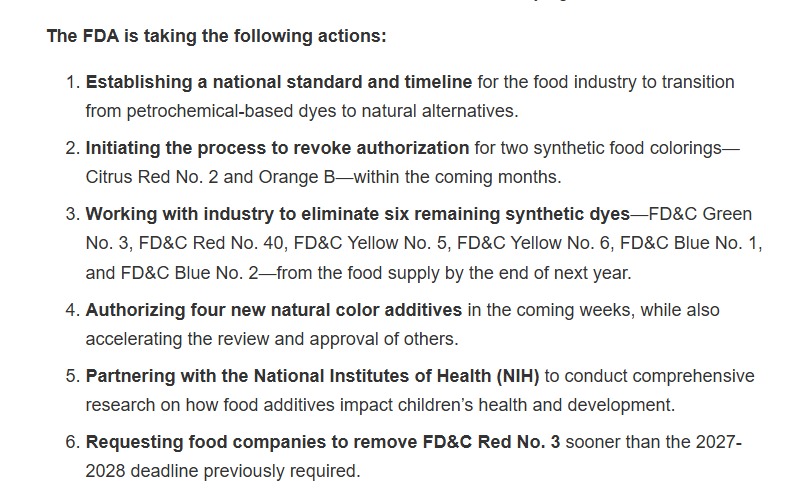 The FDA is taking the following actions:
1. Establishing a national standard and timeline for the food industry to transition
from petrochemical-based dyes to natural alternatives.
2. Initiating the process to revoke authorization for two synthetic food colorings—
Citrus Red No. 2 and Orange B—within the coming months.
3. Working with industry to eliminate six remaining synthetic dyes—FD&C Green
No. 3, FD&C Red No. 40, FD&C Yellow No. 5, FD&C Yellow No. 6, FD&C Blue No. 1,
and FD&C Blue No. 2—from the food supply by the end of next year.
4. Authorizing four new natural color additives in the coming weeks, while also
accelerating the review and approval of others.
5. Partnering with the National Institutes of Health (NIH) to conduct comprehensive
research on how food additives impact children’s health and development.
6. Requesting food companies to remove FD&C Red No. 3 sooner than the 2027-
2028 deadline previously required.